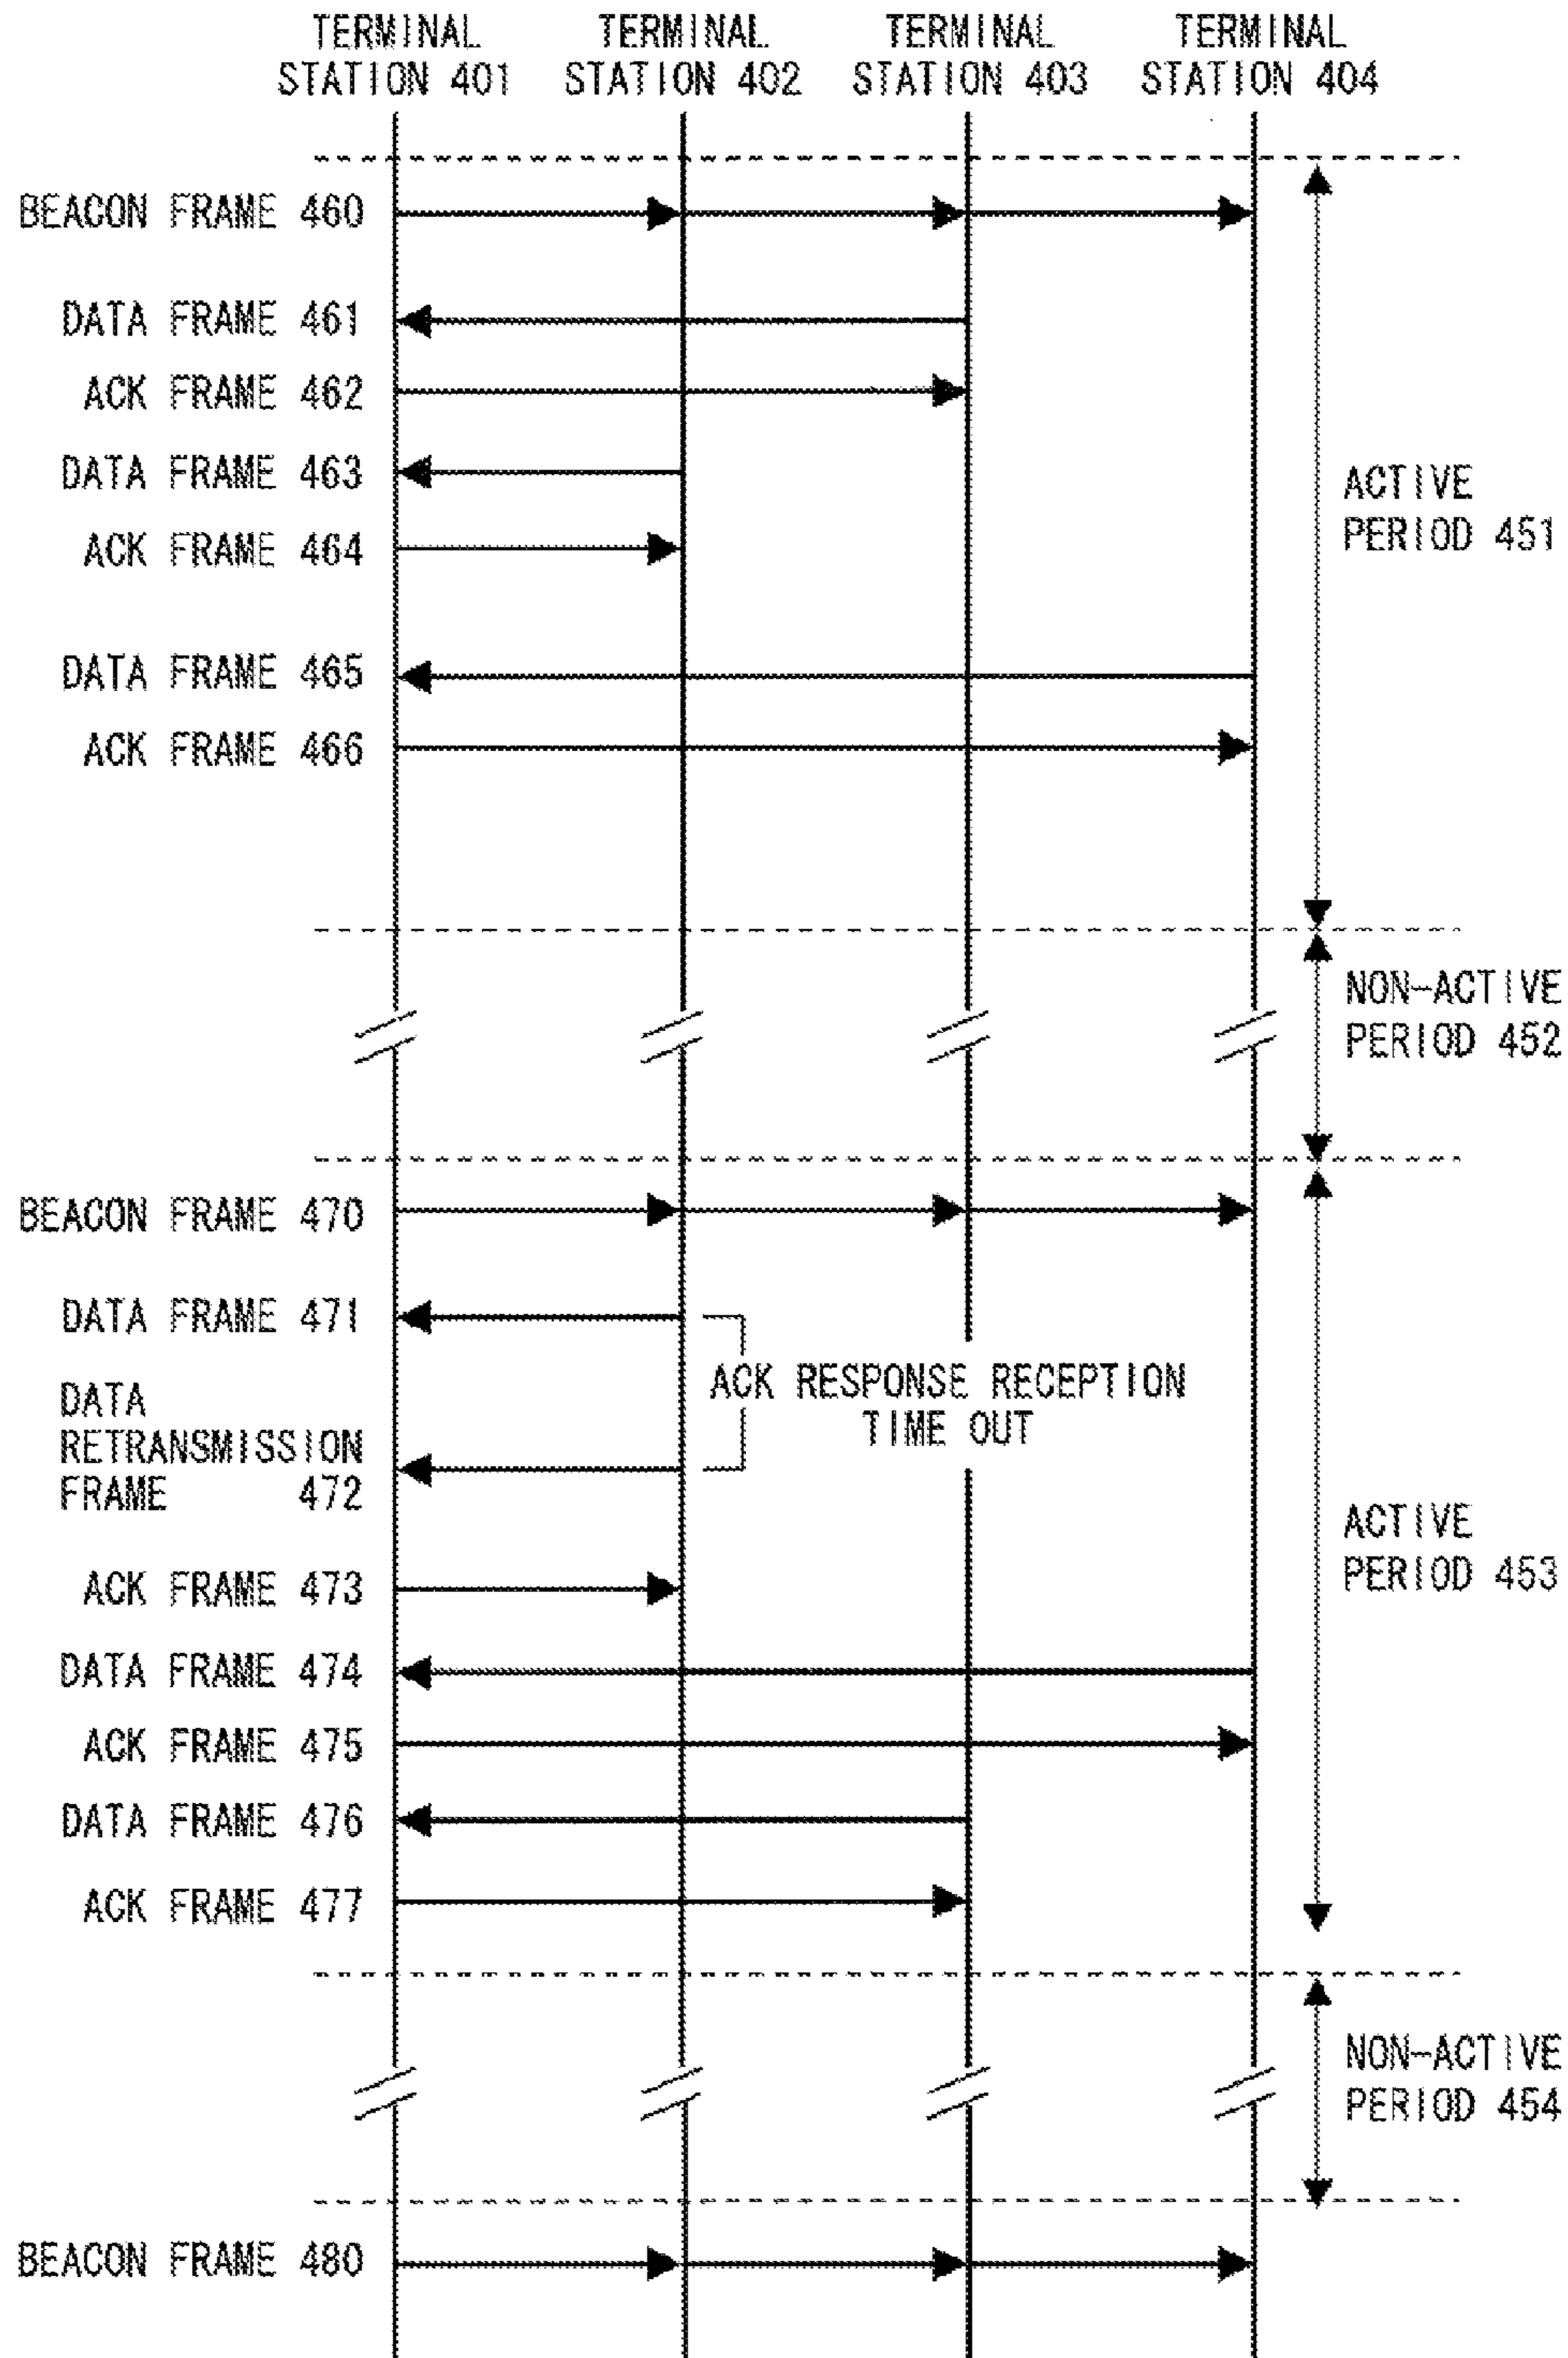 TERMINAL STATION 401
TERMINAL STATION 402
TERMINAL STATION 403
TERMINAL STATION 404
BEACON FRAME 460
DATA FRAME 461
ACK FRAME 462
DATA FRAME 463
ACK FRAME 464
ACTIVE
PERIOD 451
DATA FRAME 465
ACK FRAME 466
NON-ACTIVE
PERIOD 452
BEACON FRAME 470
DATA FRAME 471
ACK RESPONSE RECEPTION
TIME OUT
DATA
RETRANSMISSION
FRAME 472
ACTIVE
PERIOD 453
ACK FRAME 473
DATA FRAME 474
ACK FRAME 475
DATA FRAME 476
ACK FRAME 477
NON-ACTIVE
PERIOD 454
BEACON FRAME 480